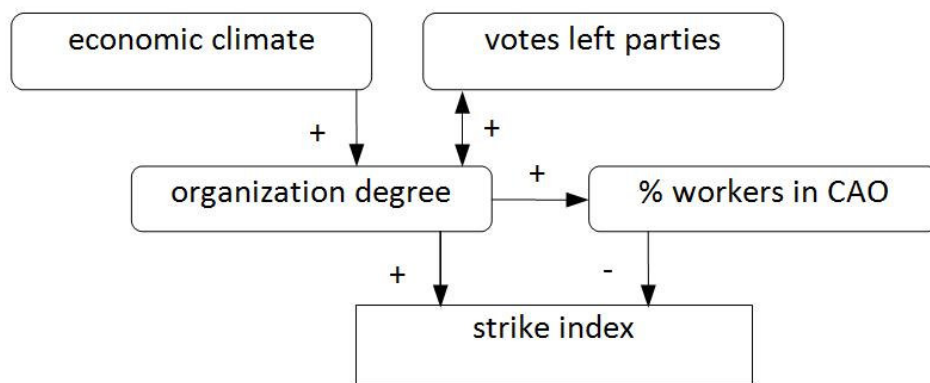 economic climate
votes left parties
+
+
organization degree
+
% workers in CAO
+
-
strike index